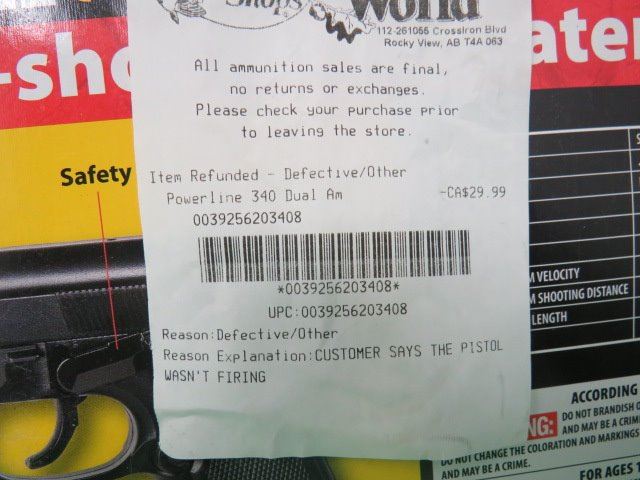 Shops World
112-261055 CrossIron Blvd
Rocky View, AB T4A 0G3
-sho
ater
All ammunition sales are final,
no returns or exchanges.
Please check your purchase prior
to leaving the store.
Safety
Item Refunded - Defective/Other
Powerline 340 Dual Am -CA$29.99
0039256203408
*0039256203408*
UPC:0039256203408
Reason:Defective/Other
Reason Explanation:CUSTOMER SAYS THE PISTOL
WASN'T FIRING
M VELOCITY
M SHOOTING DISTANCE
LENGTH
ACCORDING
NG: DO NOT BRANDISH O
AND MAY BE A CRIM
DO NOT CHANGE THE COLORATION AND MARKINGS
AND MAY BE A CRIME.
FOR AGES 1